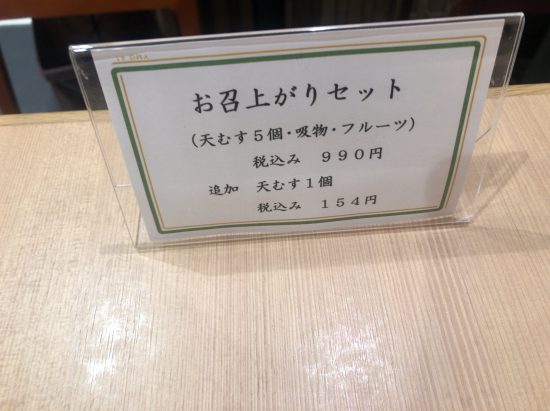 お召上がりセット
（天むす５個・吸物・フルーツ）
税込み ９９０円
追加 天むす１個
税込み １５４円